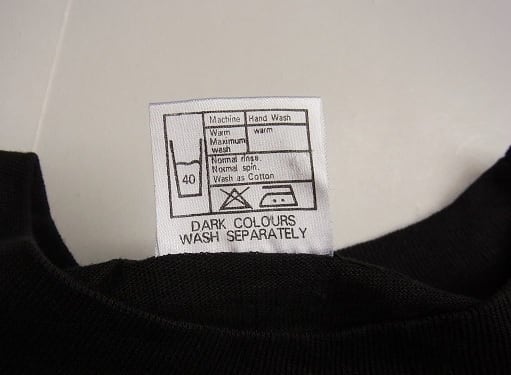 Machine Hand Wash
Warm warm
Maximum
wash
Normal rinse.
Normal spin.
Wash as Cotton
40
DARK COLOURS
WASH SEPARATELY